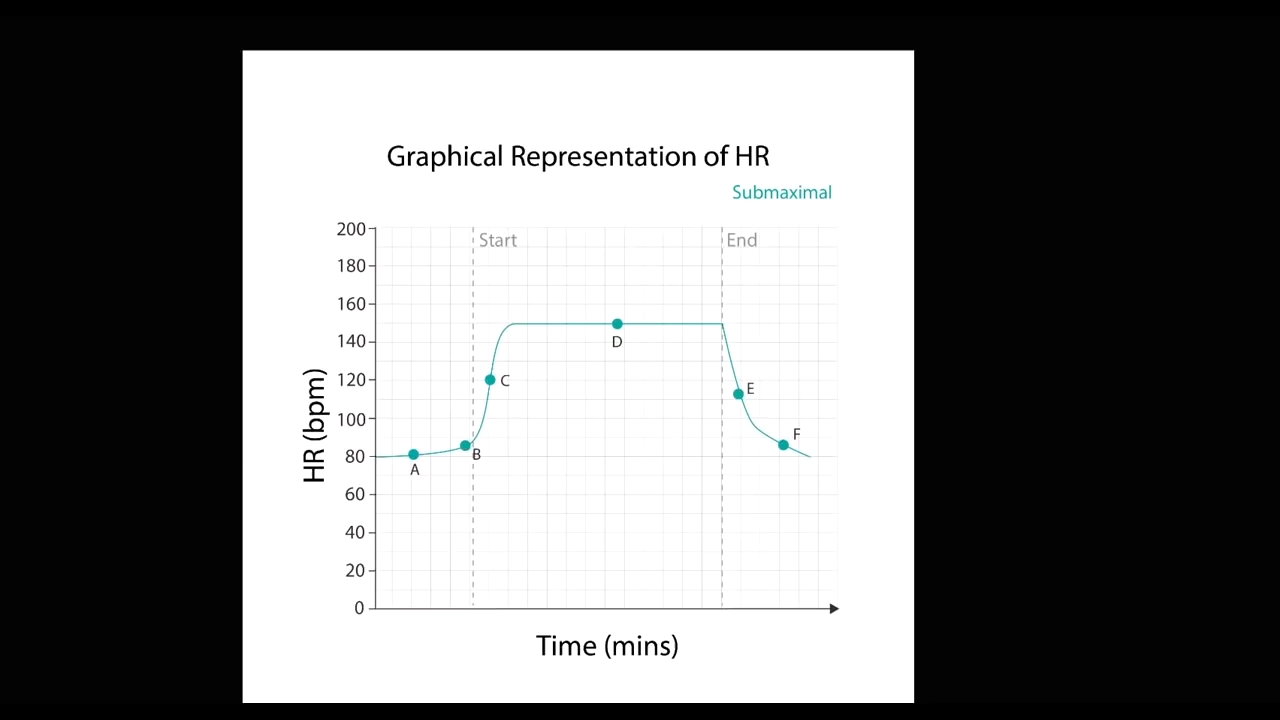 Graphical Representation of HR
Submaximal
Start
End
200
180
160
140
120
100
80
60
40
20
0
HR (bpm)
A
B
C
D
E
F
Time (mins)